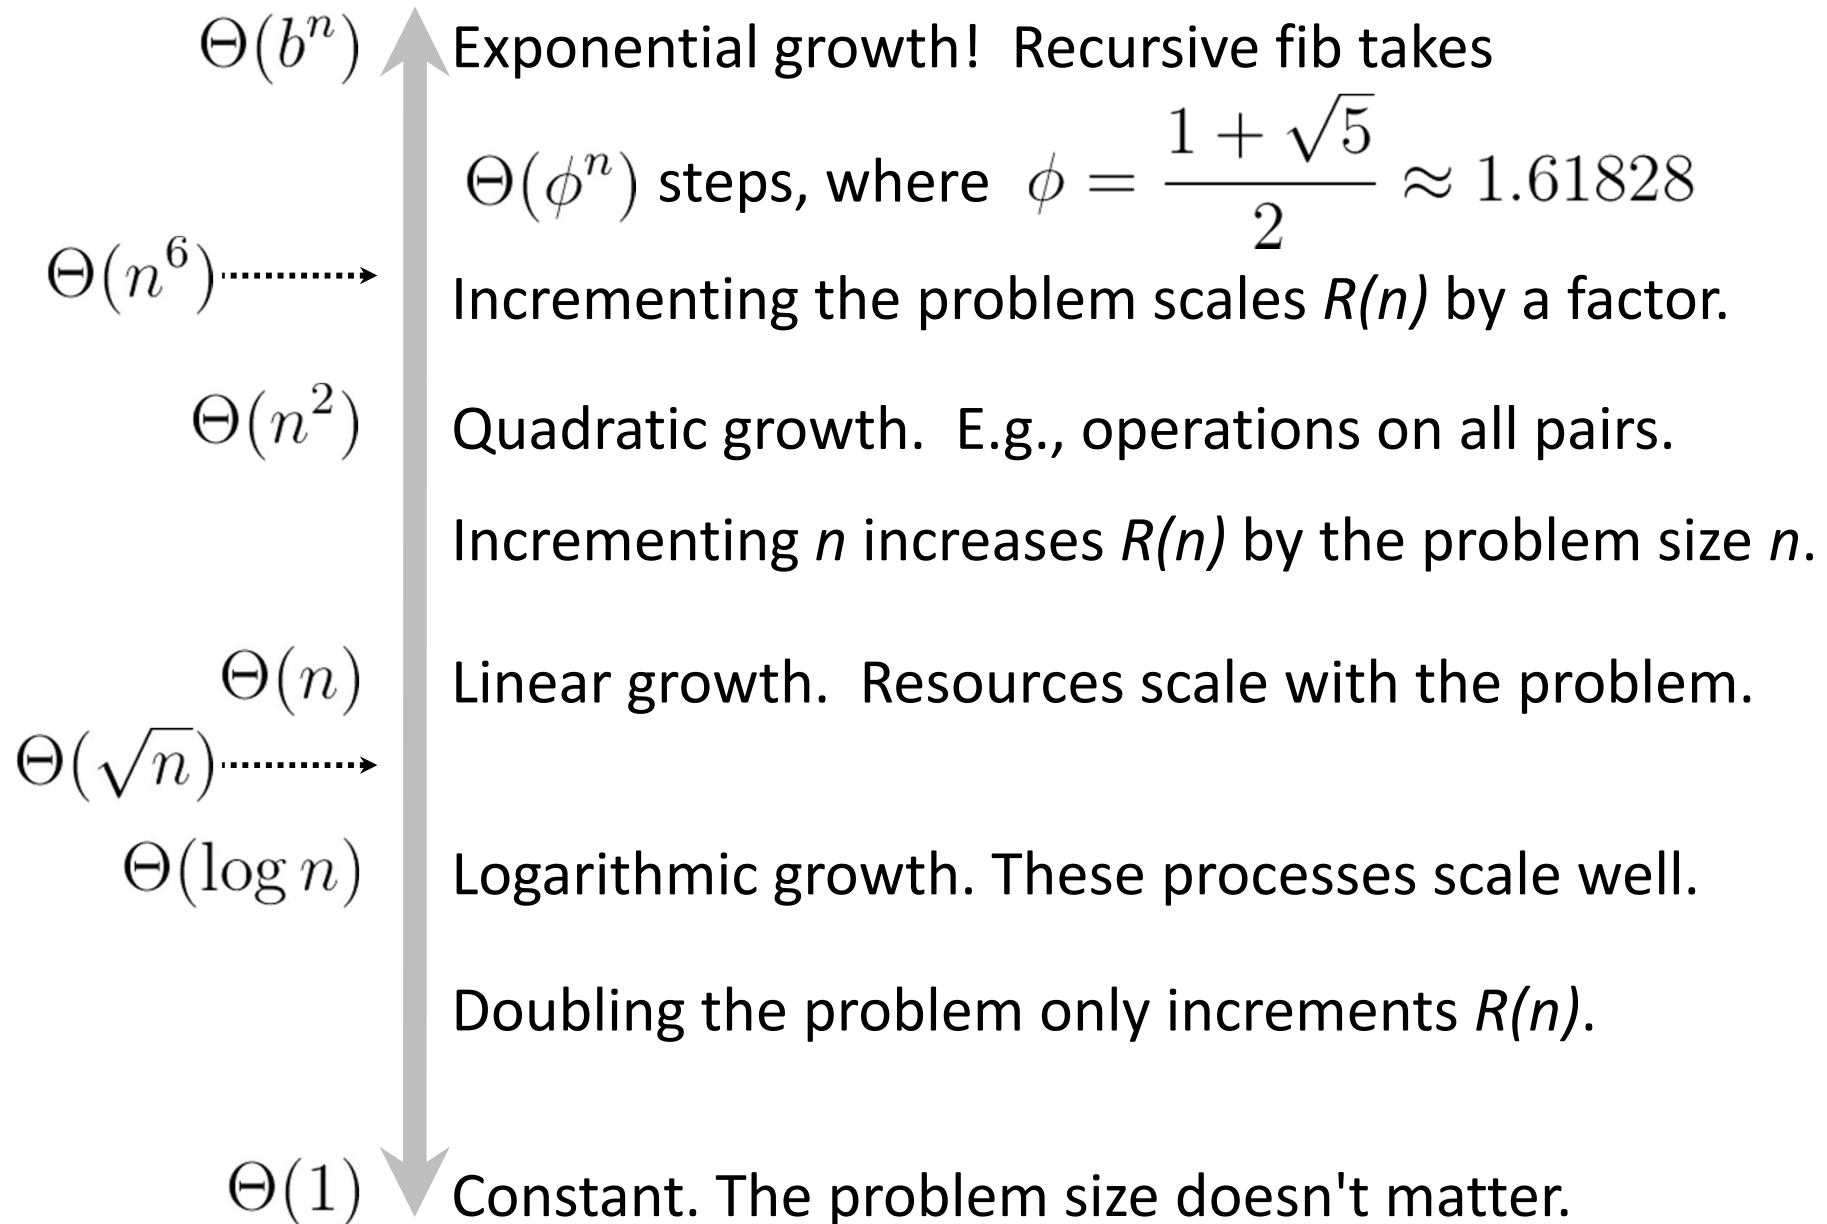 Θ(bⁿ) Exponential growth!  Recursive fib takes
Θ(ϕⁿ) steps, where ϕ = (1 + √5)/2 ≈ 1.61828
Θ(n⁶)
Incrementing the problem scales R(n) by a factor.
Θ(n²) Quadratic growth.  E.g., operations on all pairs.
Incrementing n increases R(n) by the problem size n.
Θ(n) Linear growth.  Resources scale with the problem.
Θ(√n)
Θ(log n) Logarithmic growth. These processes scale well.
Doubling the problem only increments R(n).
Θ(1) Constant. The problem size doesn't matter.